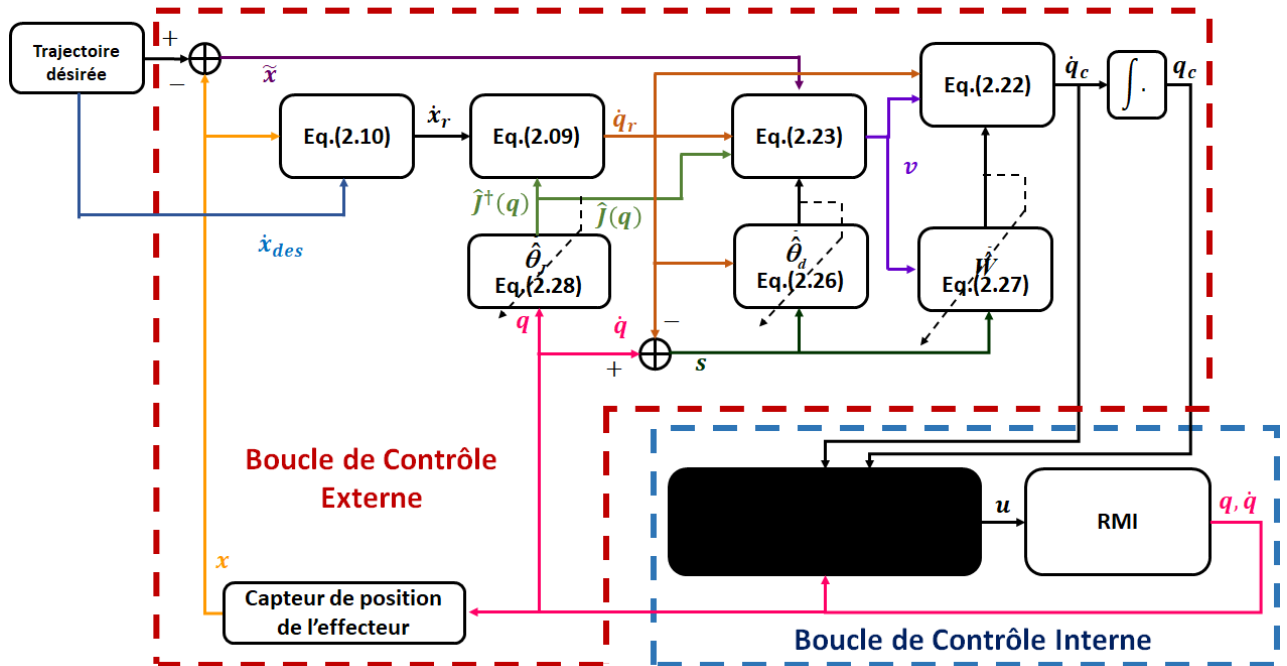 Trajectoire
désirée
+
−
x̃
Eq.(2.10)
ẋ_r
Eq.(2.09)
q̇_r
Eq.(2.23)
v
Eq.(2.22)
q̇_c
∫ .
q_c
ẋ_des
Ĵ†(q)
Ĵ(q)
Eq.(2.28)
θ̂̇_d
Eq.(2.26)
Eq.(2.27)
q
q̇
+
−
s
Boucle de Contrôle
Externe
x
Capteur de position
de l’effecteur
u
RMI
q, q̇
Boucle de Contrôle Interne